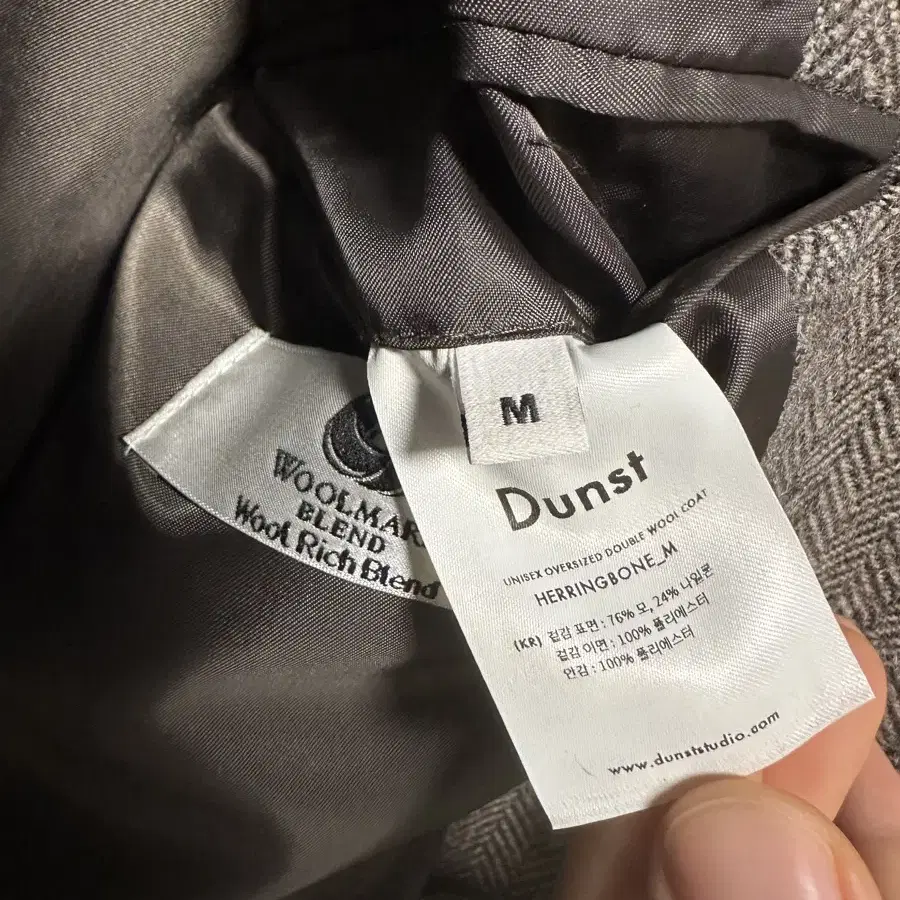 WOOLMAR
BLEND
Wool Rich Blend
M
Dunst
UNISEX OVERSIZED DOUBLE WOOL COAT
HERRINGBONE_M
(KR) 겉감 표면 : 76% 모, 24% 나일론
겉감 이면 : 100% 폴리에스터
안감 : 100% 폴리에스터
www.dunststudio.com